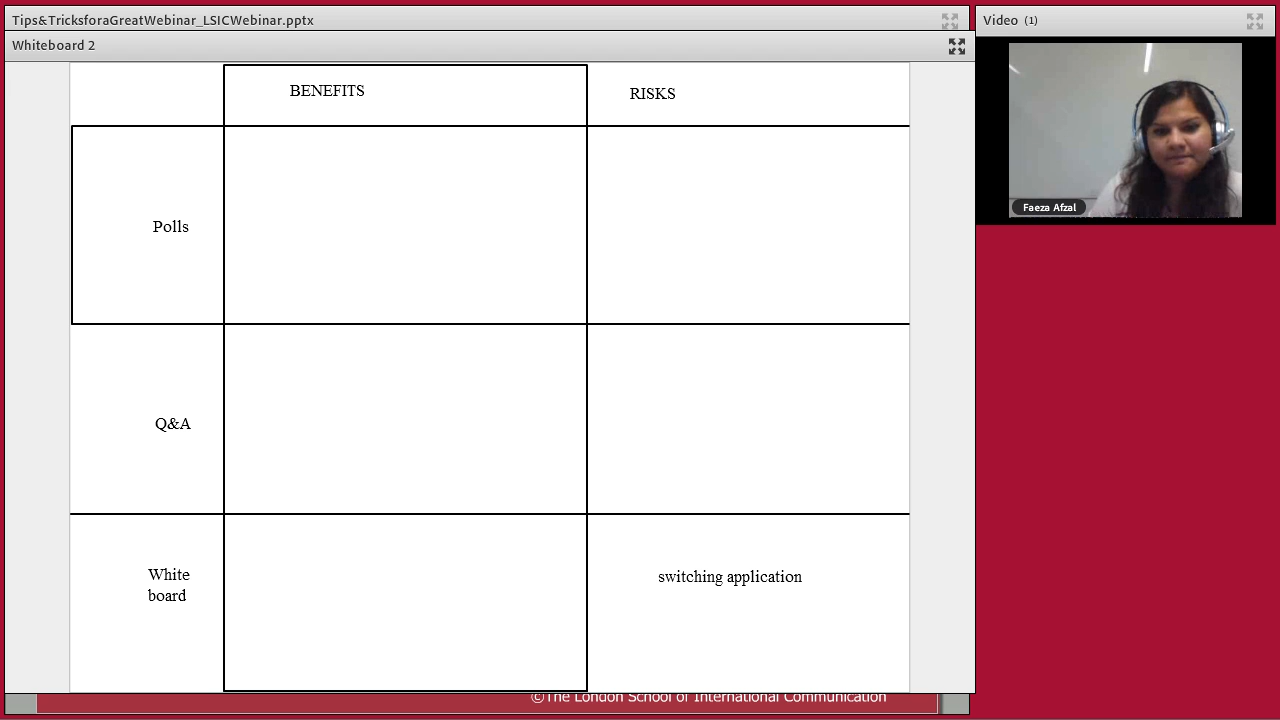 Tips&TricksforaGreatWebinar_LSICWebinar.pptx
Video (1)
Whiteboard 2
BENEFITS
RISKS
Faeza Afzal
Polls
Q&A
White
board
switching application
©The London School of International Communication